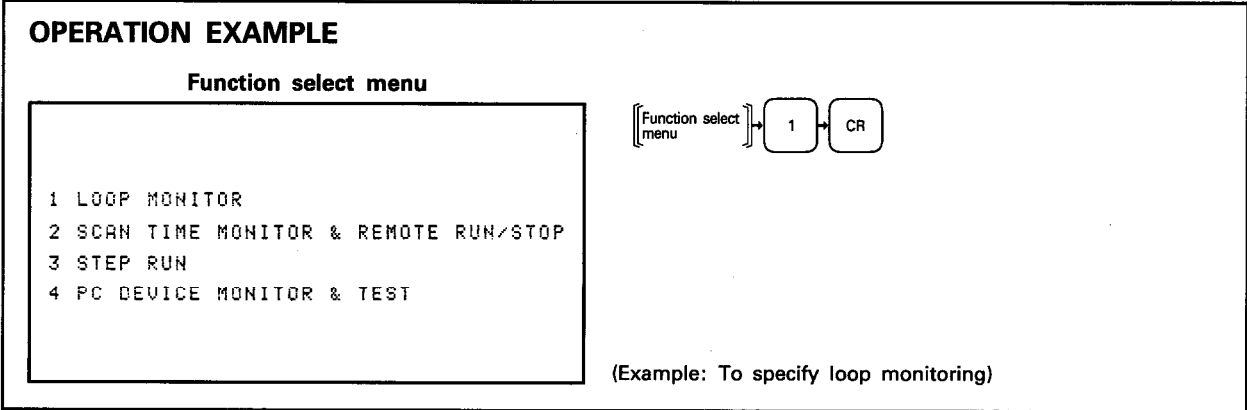 OPERATION EXAMPLE
Function select menu
1 LOOP MONITOR
2 SCAN TIME MONITOR & REMOTE RUN/STOP
3 STEP RUN
4 PC DEVICE MONITOR & TEST
Function select
menu
1
CR
(Example: To specify loop monitoring)